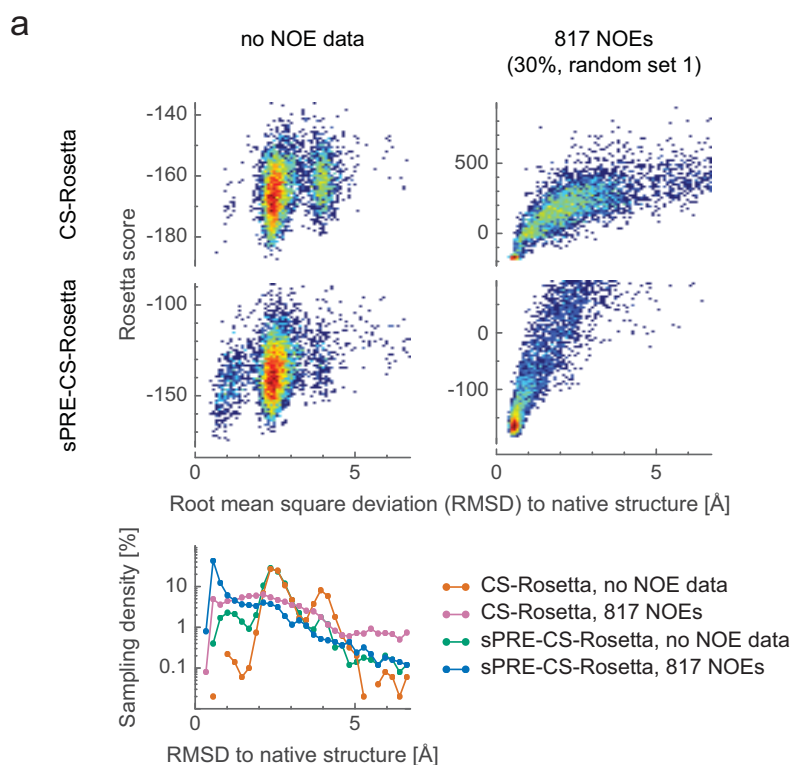 a
no NOE data
817 NOEs
(30%, random set 1)
CS-Rosetta
sPRE-CS-Rosetta
Rosetta score
-140
-160
-180
500
0
-100
-150
0
-100
0
5
0
5
Root mean square deviation (RMSD) to native structure [Å]
Sampling density [%]
10
1
0.1
0
5
RMSD to native structure [Å]
CS-Rosetta, no NOE data
CS-Rosetta, 817 NOEs
sPRE-CS-Rosetta, no NOE data
sPRE-CS-Rosetta, 817 NOEs